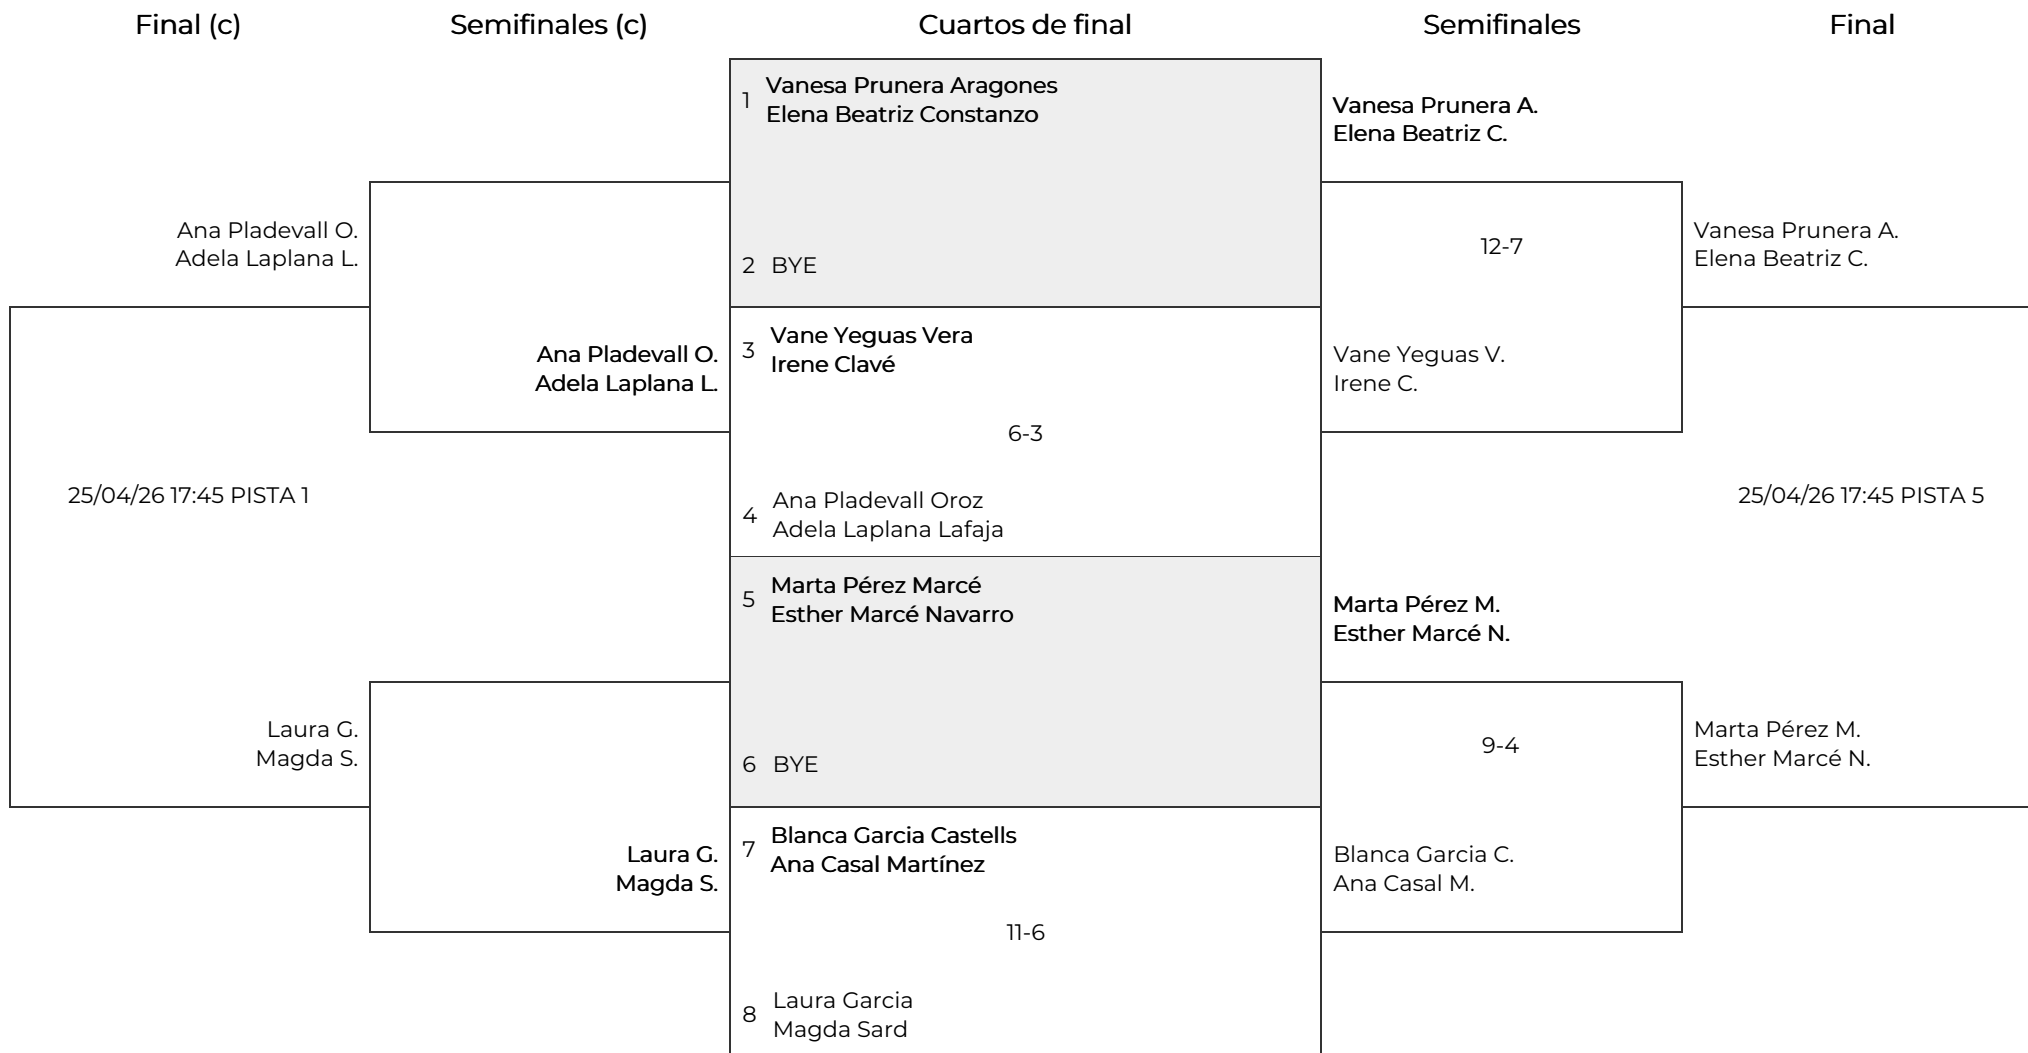 Final (c)
Semifinales (c)
Cuartos de final
Semifinales
Final
Ana Pladevall O.
Adela Laplana L.
25/04/26 17:45 PISTA 1
Laura G.
Magda S.
Ana Pladevall O.
Adela Laplana L.
Laura G.
Magda S.
1 Vanesa Prunera Aragones
Elena Beatriz Constanzo
2 BYE
3 Vane Yeguas Vera
Irene Clavé
6-3
4 Ana Pladevall Oroz
Adela Laplana Lafaja
5 Marta Pérez Marcé
Esther Marcé Navarro
6 BYE
7 Blanca Garcia Castells
Ana Casal Martínez
11-6
8 Laura Garcia
Magda Sard
Vanesa Prunera A.
Elena Beatriz C.
12-7
Vane Yeguas V.
Irene C.
Marta Pérez M.
Esther Marcé N.
9-4
Blanca Garcia C.
Ana Casal M.
Vanesa Prunera A.
Elena Beatriz C.
25/04/26 17:45 PISTA 5
Marta Pérez M.
Esther Marcé N.